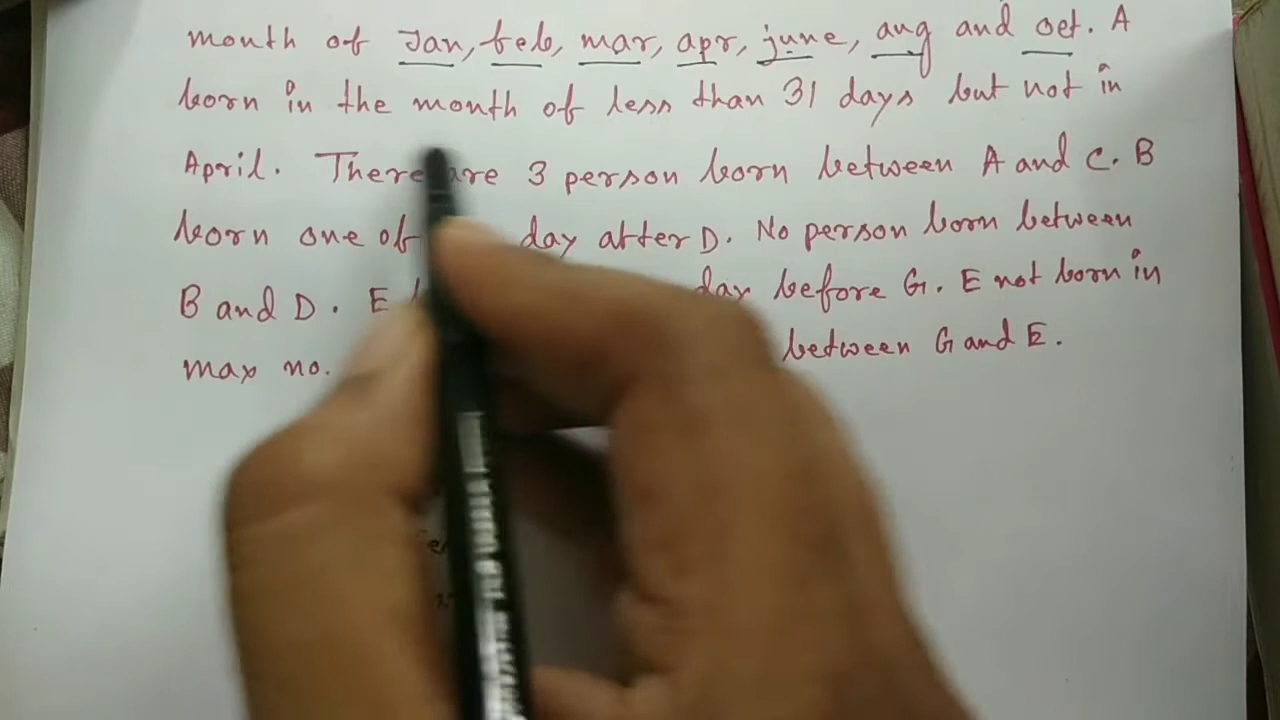 month of Jan, feb, mar, apr, june, aug and oct. A
born in the month of less than 31 days but not in
April. There are 3 person born between A and C. B
born one of day after D. No person born between
B and D. E day before G. E not born in
max no. between G and E.